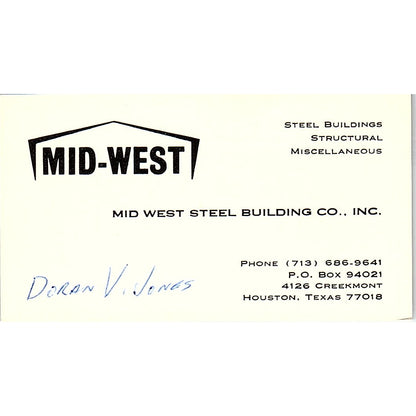 MID-WEST
STEEL BUILDINGS
STRUCTURAL
MISCELLANEOUS
MID WEST STEEL BUILDING CO., INC.
PHONE (713) 686-9641
P.O. BOX 94021
4126 CREEKMONT
HOUSTON, TEXAS 77018
DORAN V. JONES